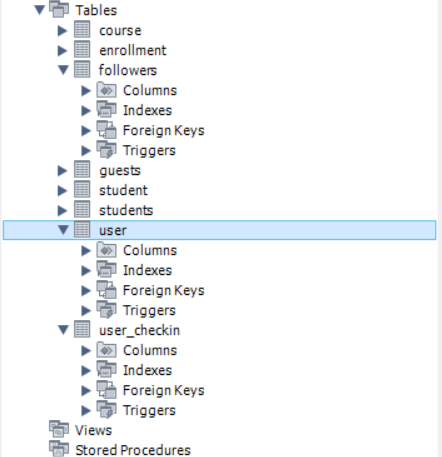 Tables
course
enrollment
followers
Columns
Indexes
Foreign Keys
Triggers
guests
student
students
user
Columns
Indexes
Foreign Keys
Triggers
user_checkin
Columns
Indexes
Foreign Keys
Triggers
Views
Stored Procedures